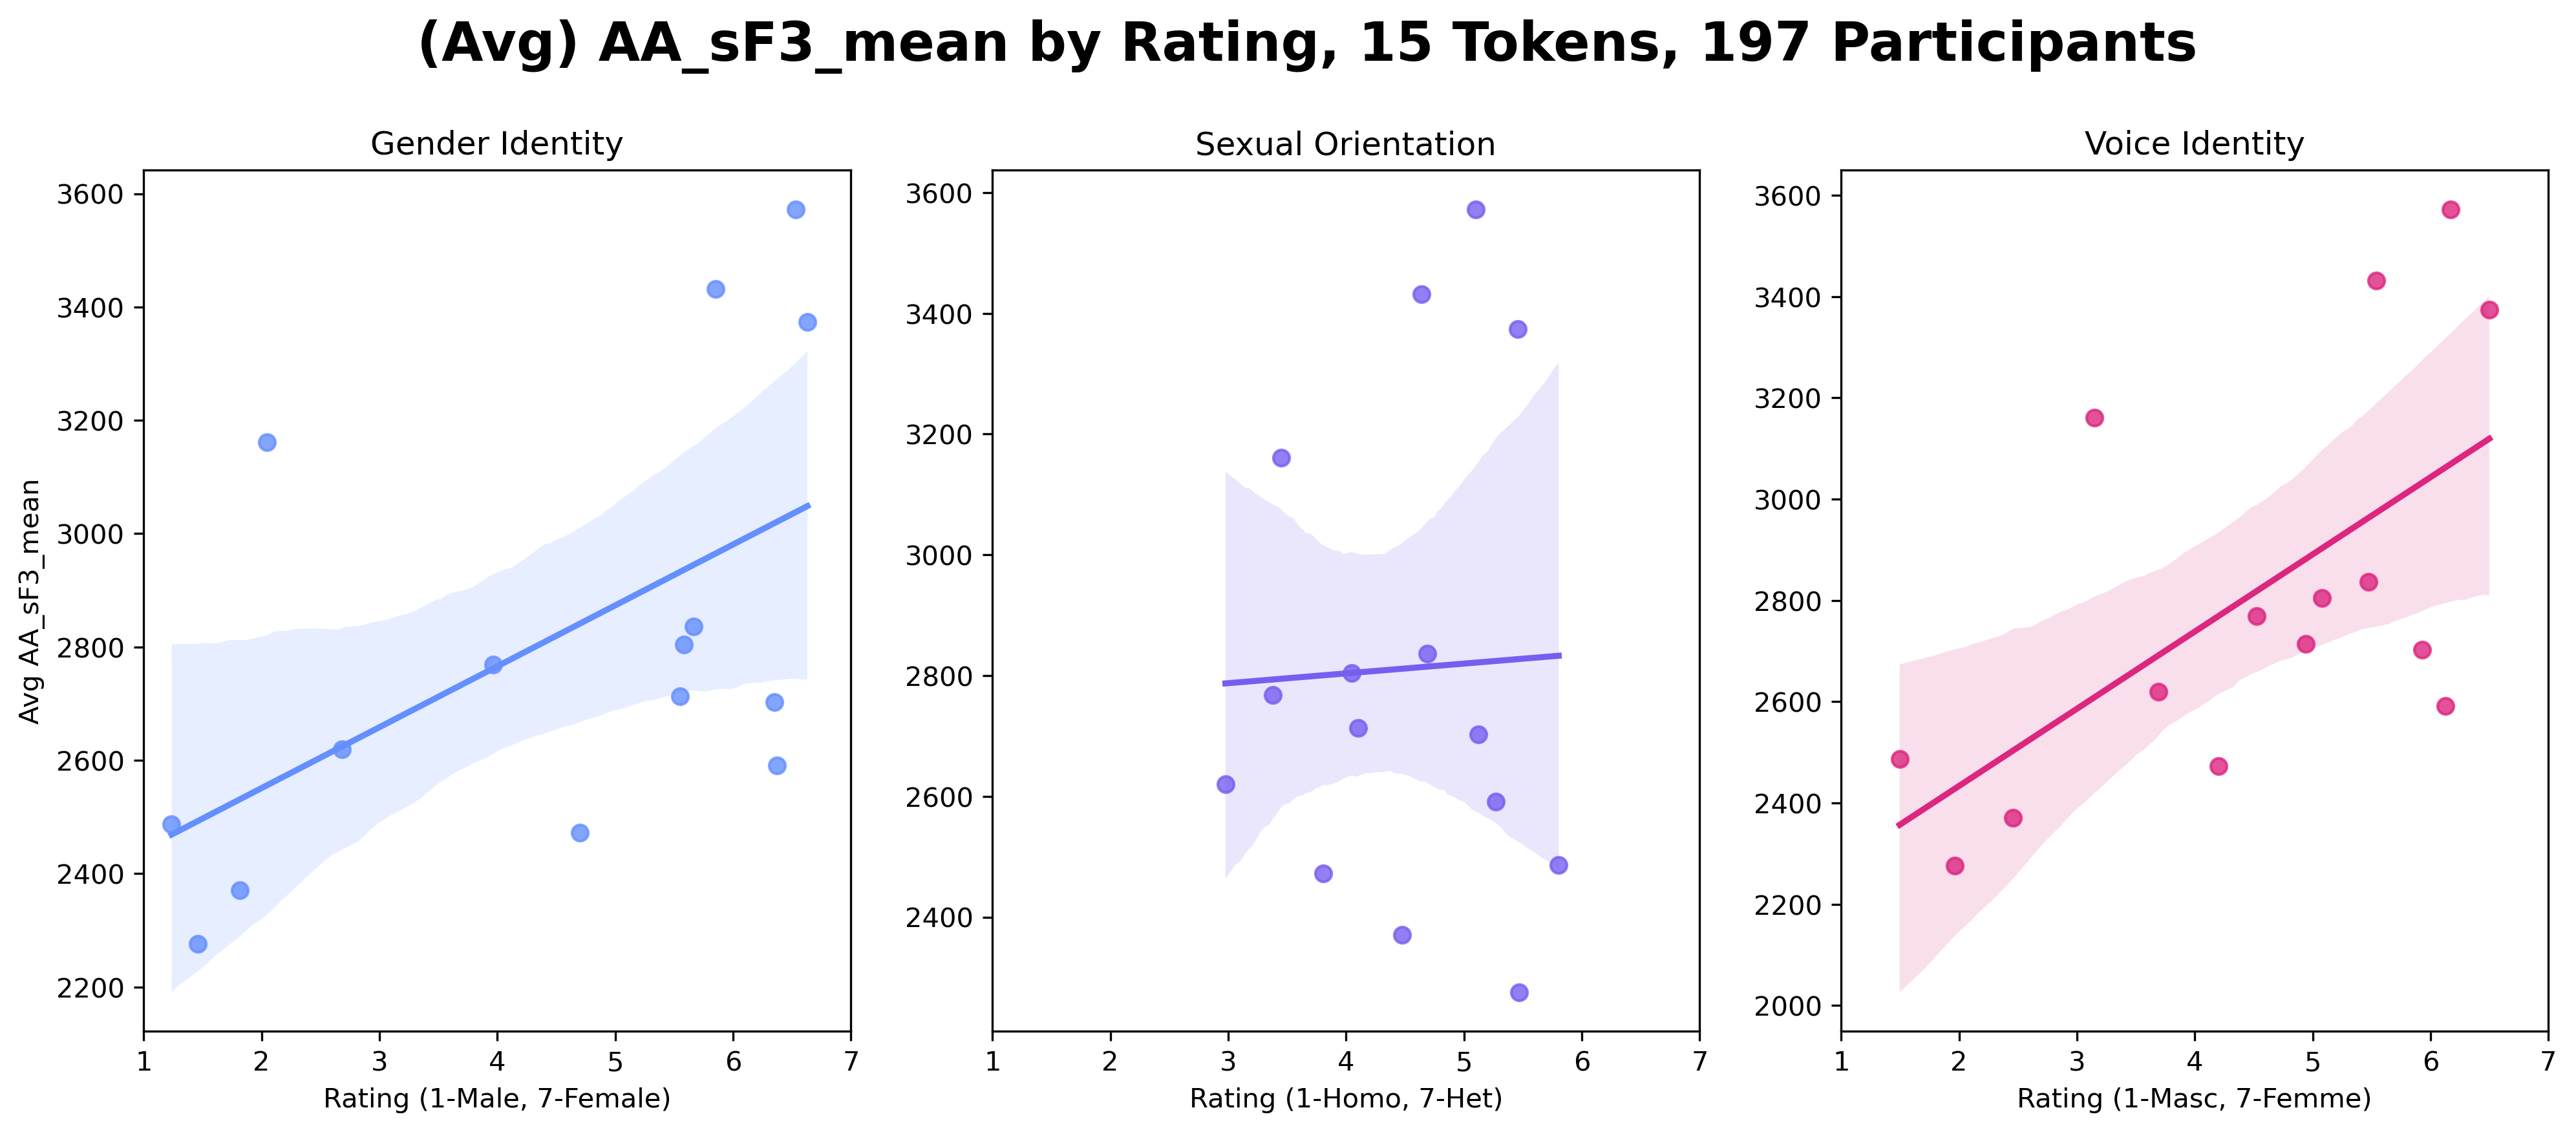 (Avg) AA_sF3_mean by Rating, 15 Tokens, 197 Participants
Gender Identity
3600
3400
3200
3000
2800
2600
2400
2200
Avg AA_sF3_mean
1 2 3 4 5 6 7
Rating (1-Male, 7-Female)
Sexual Orientation
3600
3400
3200
3000
2800
2600
2400
1 2 3 4 5 6 7
Rating (1-Homo, 7-Het)
Voice Identity
3600
3400
3200
3000
2800
2600
2400
2200
2000
1 2 3 4 5 6 7
Rating (1-Masc, 7-Femme)